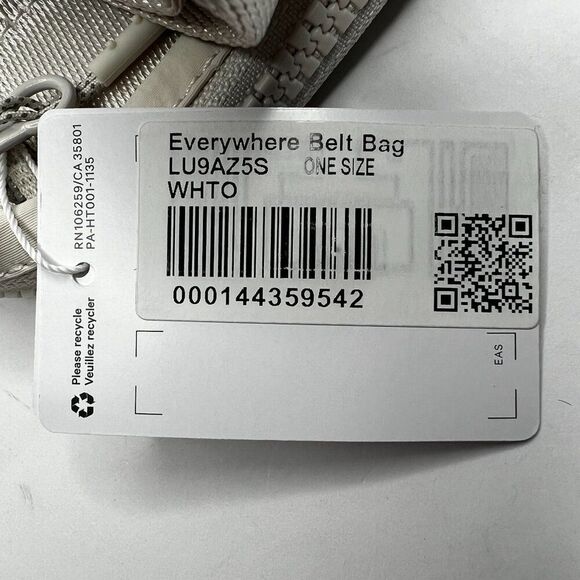 Everywhere Belt Bag
LU9AZ5S ONE SIZE
WHTO
000144359542
RN106259/CA 35801
PA-HT001-1135
Please recycle
Veuillez recycler
EAS